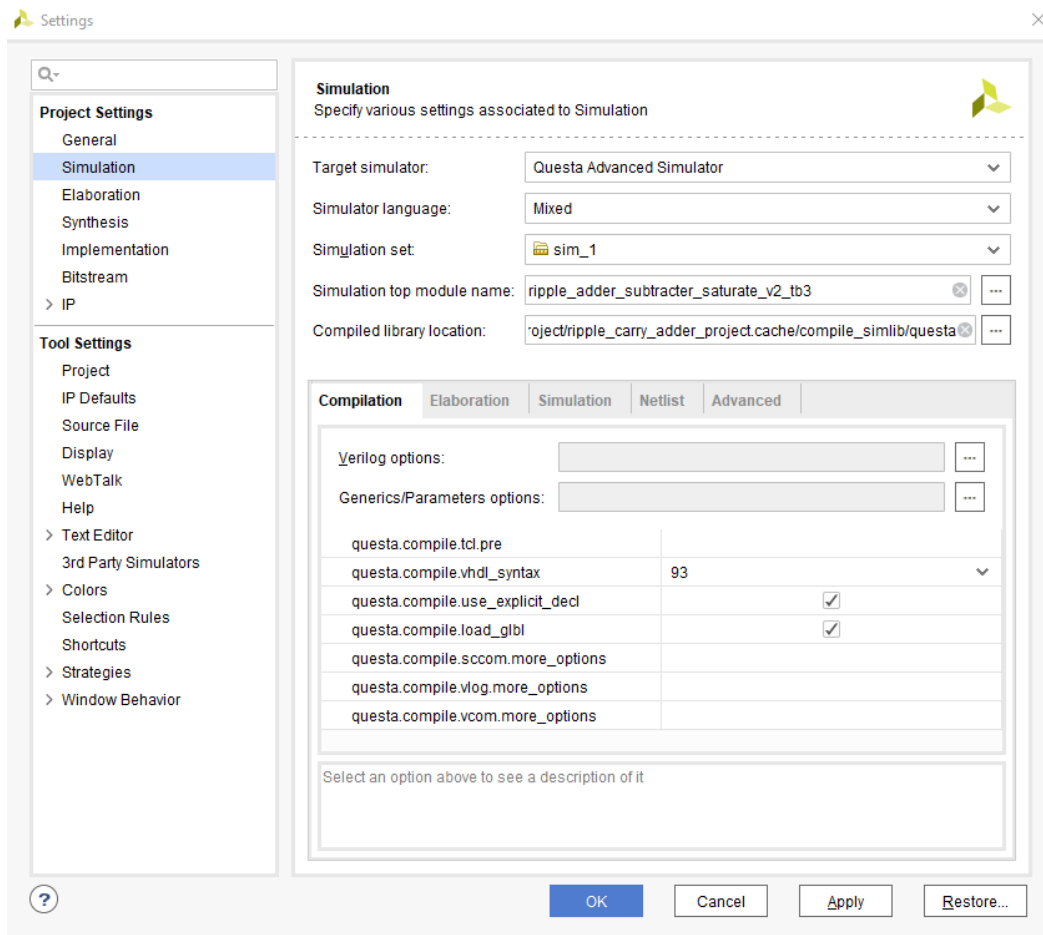 Settings
Project Settings
General
Simulation
Elaboration
Synthesis
Implementation
Bitstream
IP
Tool Settings
Project
IP Defaults
Source File
Display
WebTalk
Help
Text Editor
3rd Party Simulators
Colors
Selection Rules
Shortcuts
Strategies
Window Behavior
Simulation
Specify various settings associated to Simulation
Target simulator: Questa Advanced Simulator
Simulator language: Mixed
Simulation set: sim_1
Simulation top module name: ripple_adder_subtracter_saturate_v2_tb3 ...
Compiled library location: roject/ripple_carry_adder_project.cache/compile_simlib/questa ...
Compilation Elaboration Simulation Netlist Advanced
Verilog options: ...
Generics/Parameters options: ...
questa.compile.tcl.pre
questa.compile.vhdl_syntax 93
questa.compile.use_explicit_decl
questa.compile.load_glbl
questa.compile.sccom.more_options
questa.compile.vlog.more_options
questa.compile.vcom.more_options
Select an option above to see a description of it
? OK Cancel Apply Restore...